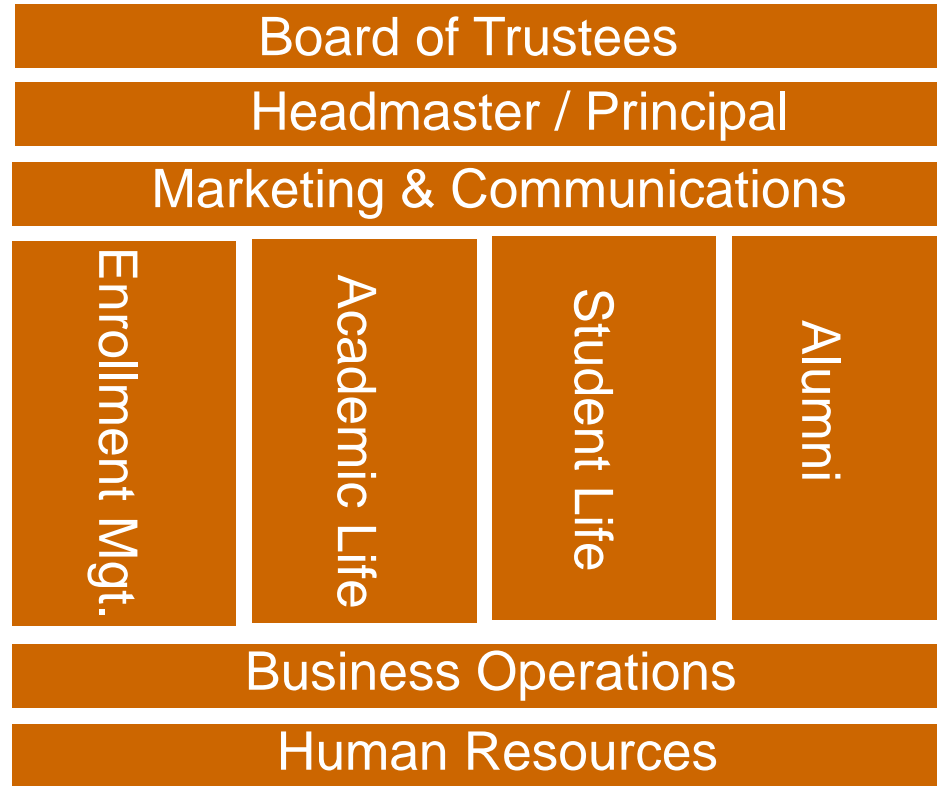 Board of Trustees
Headmaster / Principal
Marketing & Communications
Enrollment Mgt.
Academic Life
Student Life
Alumni
Business Operations
Human Resources